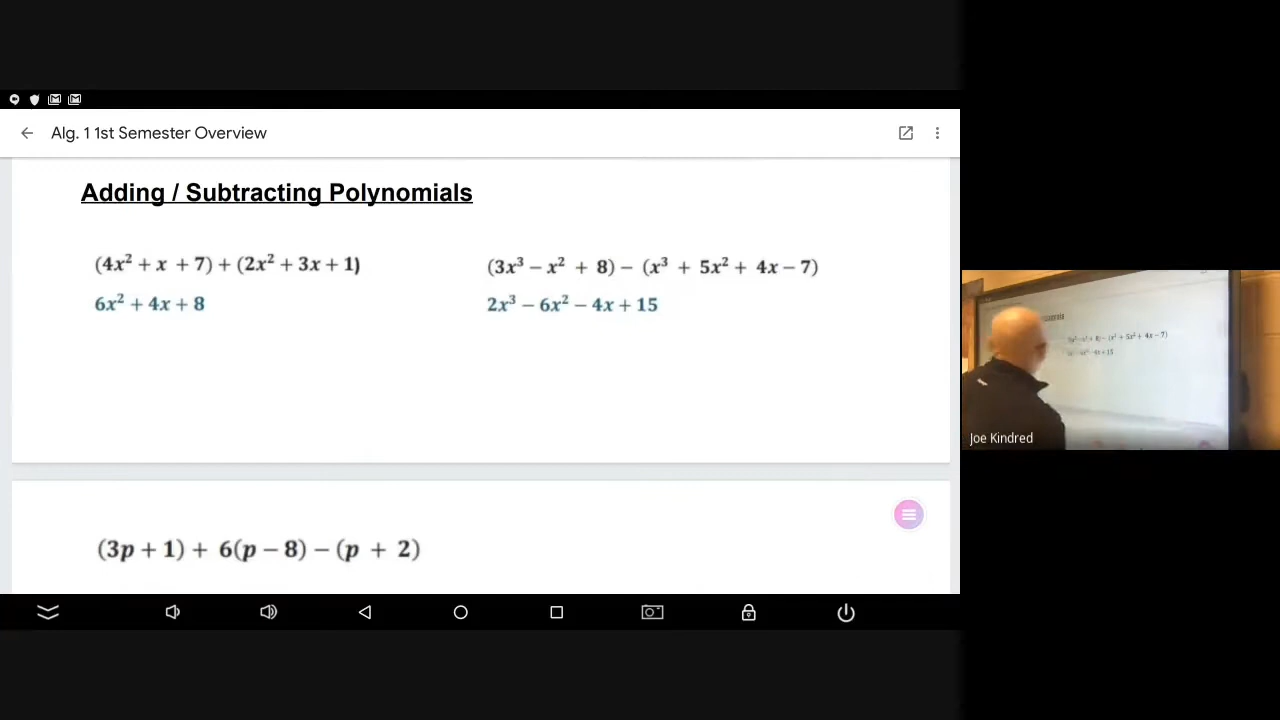 Alg. 1 1st Semester Overview
Adding / Subtracting Polynomials
(4x² + x + 7) + (2x² + 3x + 1)
6x² + 4x + 8
(3x³ – x² + 8) – (x³ + 5x² + 4x – 7)
2x³ – 6x² – 4x + 15
(3p + 1) + 6(p – 8) – (p + 2)
Joe Kindred